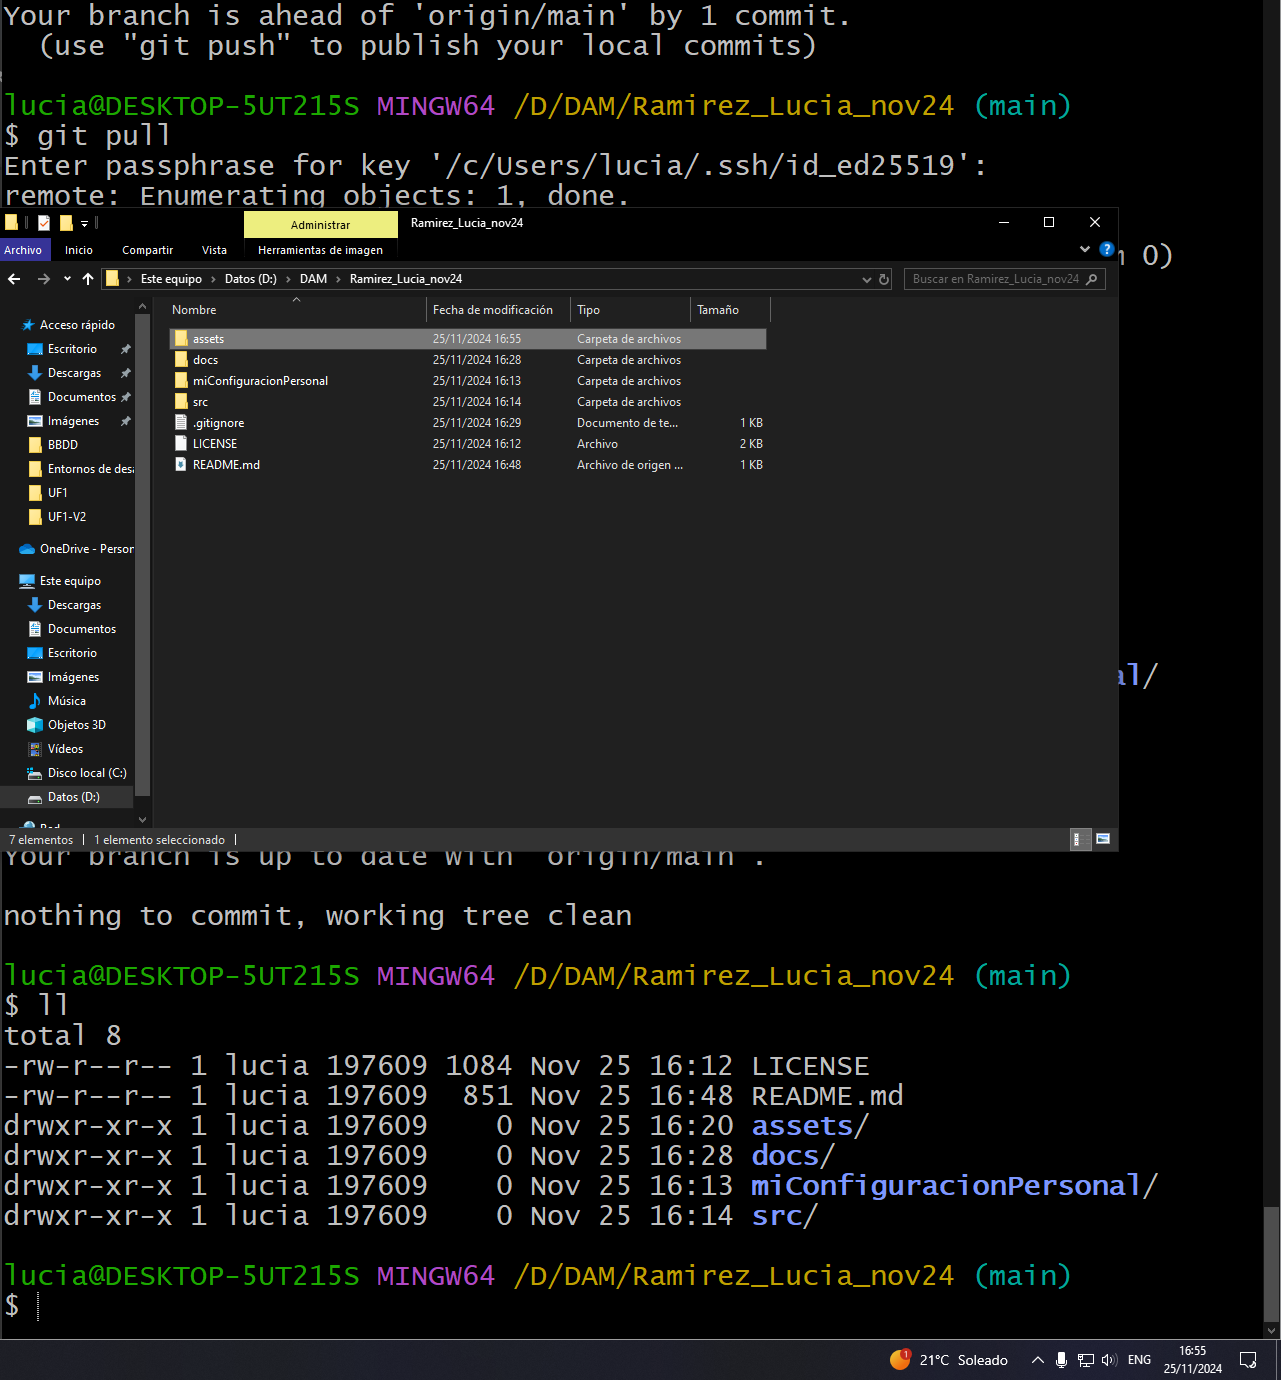 Your branch is ahead of 'origin/main' by 1 commit.
(use "git push" to publish your local commits)
lucia@DESKTOP-5UT215S MINGW64 /D/DAM/Ramirez_Lucia_nov24 (main)
$ git pull
Enter passphrase for key '/c/Users/lucia/.ssh/id_ed25519':
remote: Enumerating objects: 1, done.
Administrar Ramirez_Lucia_nov24
Archivo Inicio Compartir Vista Herramientas de imagen
0)
Este equipo › Datos (D:) › DAM › Ramirez_Lucia_nov24
Buscar en Ramirez_Lucia_nov24
Nombre Fecha de modificación Tipo Tamaño
Acceso rápido
Escritorio
Descargas
Documentos
Imágenes
BBDD
Entornos de desa
UF1
UF1-V2
OneDrive - Person
Este equipo
Descargas
Documentos
Escritorio
Imágenes
Música
Objetos 3D
Vídeos
Disco local (C:)
Datos (D:)
Red
assets 25/11/2024 16:55 Carpeta de archivos
docs 25/11/2024 16:28 Carpeta de archivos
miConfiguracionPersonal 25/11/2024 16:13 Carpeta de archivos
src 25/11/2024 16:14 Carpeta de archivos
.gitignore 25/11/2024 16:29 Documento de te... 1 KB
LICENSE 25/11/2024 16:12 Archivo 2 KB
README.md 25/11/2024 16:48 Archivo de origen ... 1 KB
al/
7 elementos 1 elemento seleccionado
Your branch is up to date with 'origin/main'.
nothing to commit, working tree clean
lucia@DESKTOP-5UT215S MINGW64 /D/DAM/Ramirez_Lucia_nov24 (main)
$ ll
total 8
-rw-r--r-- 1 lucia 197609 1084 Nov 25 16:12 LICENSE
-rw-r--r-- 1 lucia 197609 851 Nov 25 16:48 README.md
drwxr-xr-x 1 lucia 197609 0 Nov 25 16:20 assets/
drwxr-xr-x 1 lucia 197609 0 Nov 25 16:28 docs/
drwxr-xr-x 1 lucia 197609 0 Nov 25 16:13 miConfiguracionPersonal/
drwxr-xr-x 1 lucia 197609 0 Nov 25 16:14 src/
lucia@DESKTOP-5UT215S MINGW64 /D/DAM/Ramirez_Lucia_nov24 (main)
$
1 21°C Soleado ENG 16:55
25/11/2024